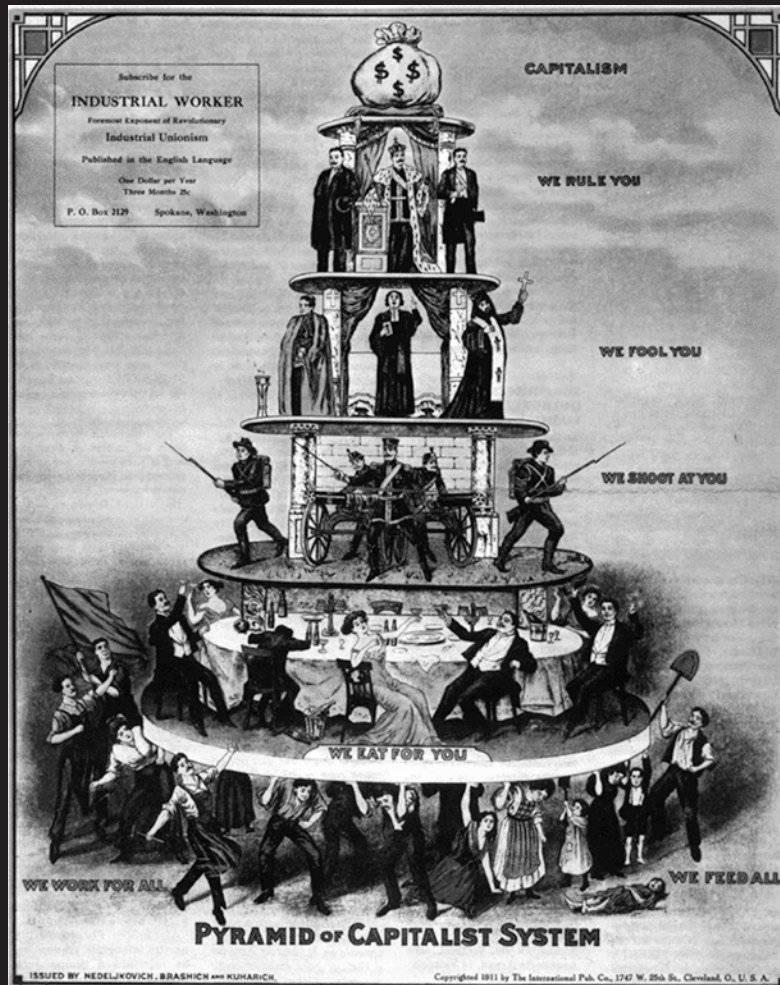 Subscribe for the
INDUSTRIAL WORKER
Foremost Exponent of Revolutionary
Industrial Unionism
Published in the English Language
One Dollar per Year
Three Months 25c
P. O. Box 2129 Spokane, Washington
$
$ $
$
CAPITALISM
WE RULE YOU
WE FOOL YOU
WE SHOOT AT YOU
WE EAT FOR YOU
WE WORK FOR ALL
WE FEED ALL
PYRAMID OF CAPITALIST SYSTEM
ISSUED BY NEDELJKOVICH, BRASHICH AND KUHARICH.
Copyrighted 1911 by The International Pub. Co., 1747 W. 25th St., Cleveland, O., U. S. A.